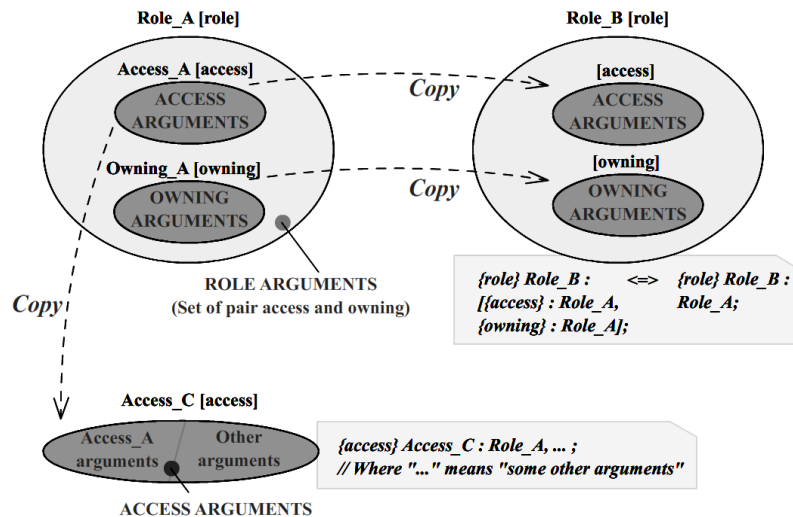 Role_A [role]
Role_B [role]
Access_A [access]
ACCESS
ARGUMENTS
Copy
[access]
ACCESS
ARGUMENTS
Owning_A [owning]
OWNING
ARGUMENTS
Copy
[owning]
OWNING
ARGUMENTS
ROLE ARGUMENTS
(Set of pair access and owning)
Copy
{role} Role_B : <=> {role} Role_B :
[{access} : Role_A, Role_A;
{owning} : Role_A];
Access_C [access]
Access_A
arguments
Other
arguments
ACCESS ARGUMENTS
{access} Access_C : Role_A, ... ;
// Where "..." means "some other arguments"